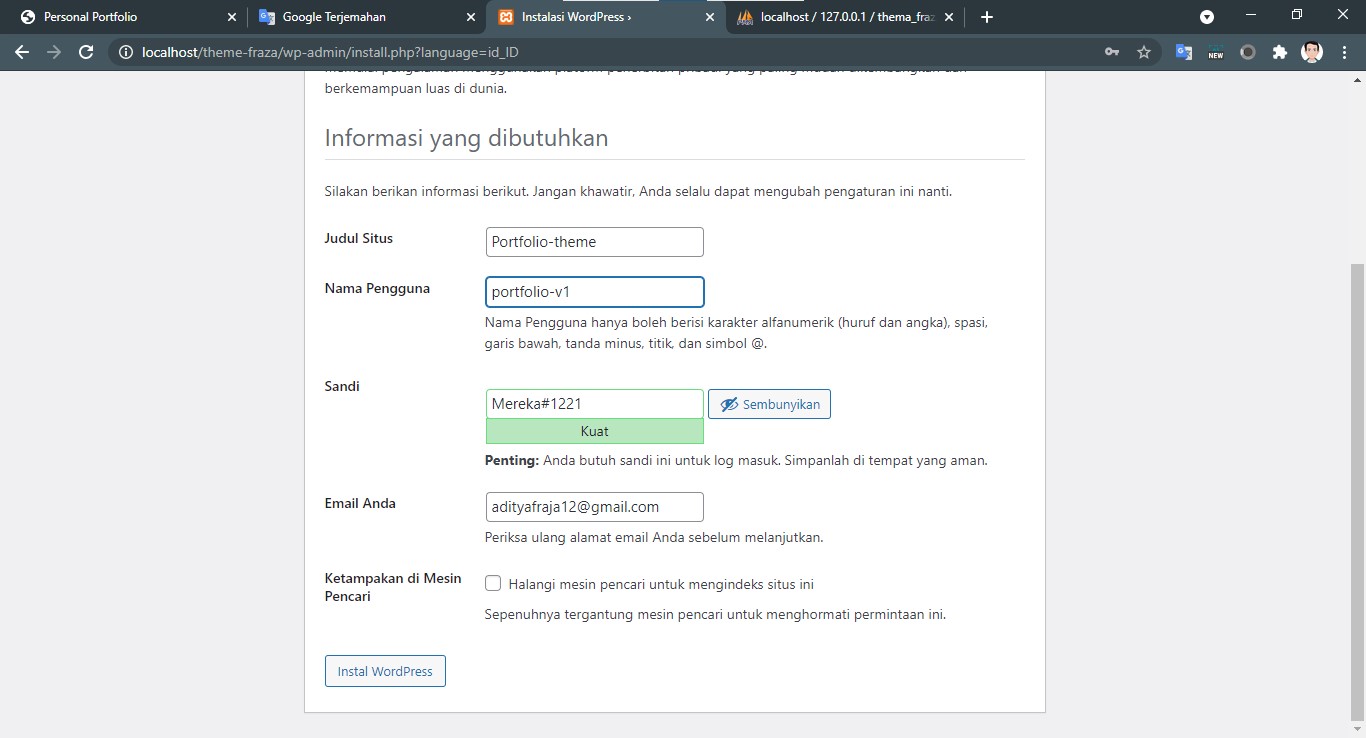 Personal Portfolio
Google Terjemahan
Instalasi WordPress ›
localhost / 127.0.0.1 / thema_fraz
localhost/theme-fraza/wp-admin/install.php?language=id_ID
NEW
berkemampuan luas di dunia.
Informasi yang dibutuhkan
Silakan berikan informasi berikut. Jangan khawatir, Anda selalu dapat mengubah pengaturan ini nanti.
Judul Situs
Portfolio-theme
Nama Pengguna
portfolio-v1
Nama Pengguna hanya boleh berisi karakter alfanumerik (huruf dan angka), spasi,
garis bawah, tanda minus, titik, dan simbol @.
Sandi
Mereka#1221
Sembunyikan
Kuat
Penting: Anda butuh sandi ini untuk log masuk. Simpanlah di tempat yang aman.
Email Anda
adityafraja12@gmail.com
Periksa ulang alamat email Anda sebelum melanjutkan.
Ketampakan di Mesin
Pencari
Halangi mesin pencari untuk mengindeks situs ini
Sepenuhnya tergantung mesin pencari untuk menghormati permintaan ini.
Instal WordPress